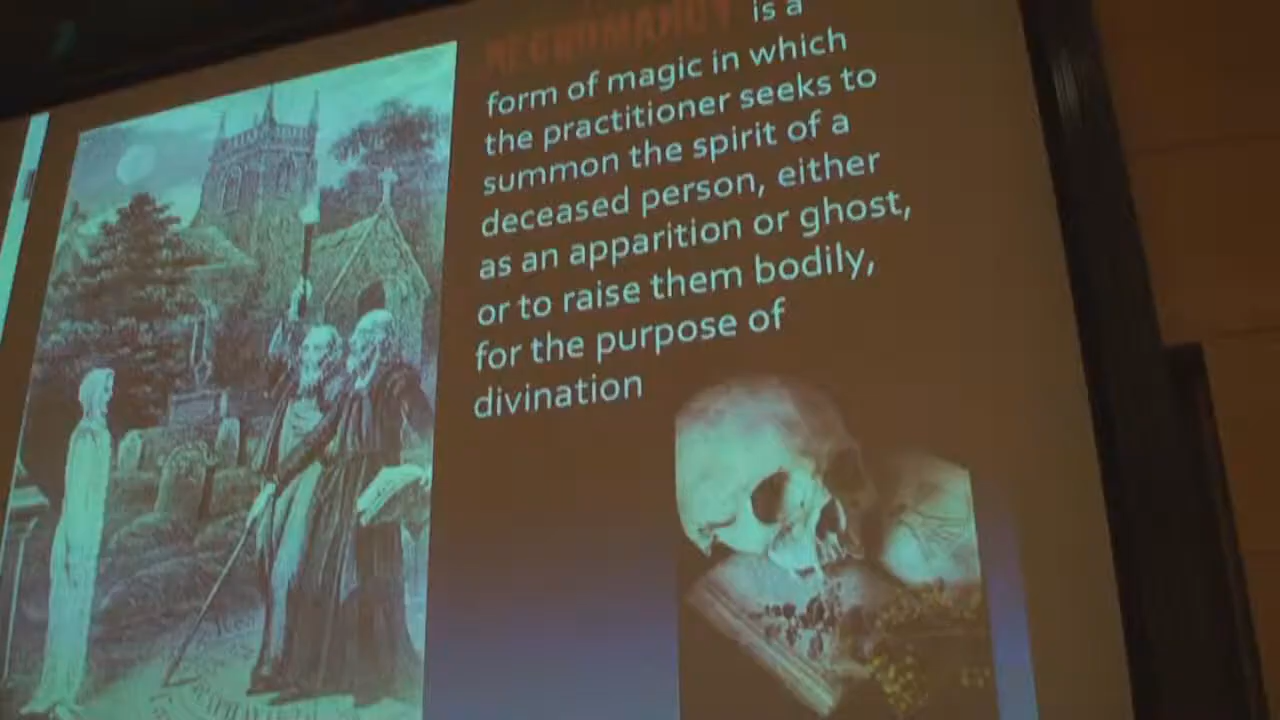 NECROMANCY is a
form of magic in which
the practitioner seeks to
summon the spirit of a
deceased person, either
as an apparition or ghost,
or to raise them bodily,
for the purpose of
divination